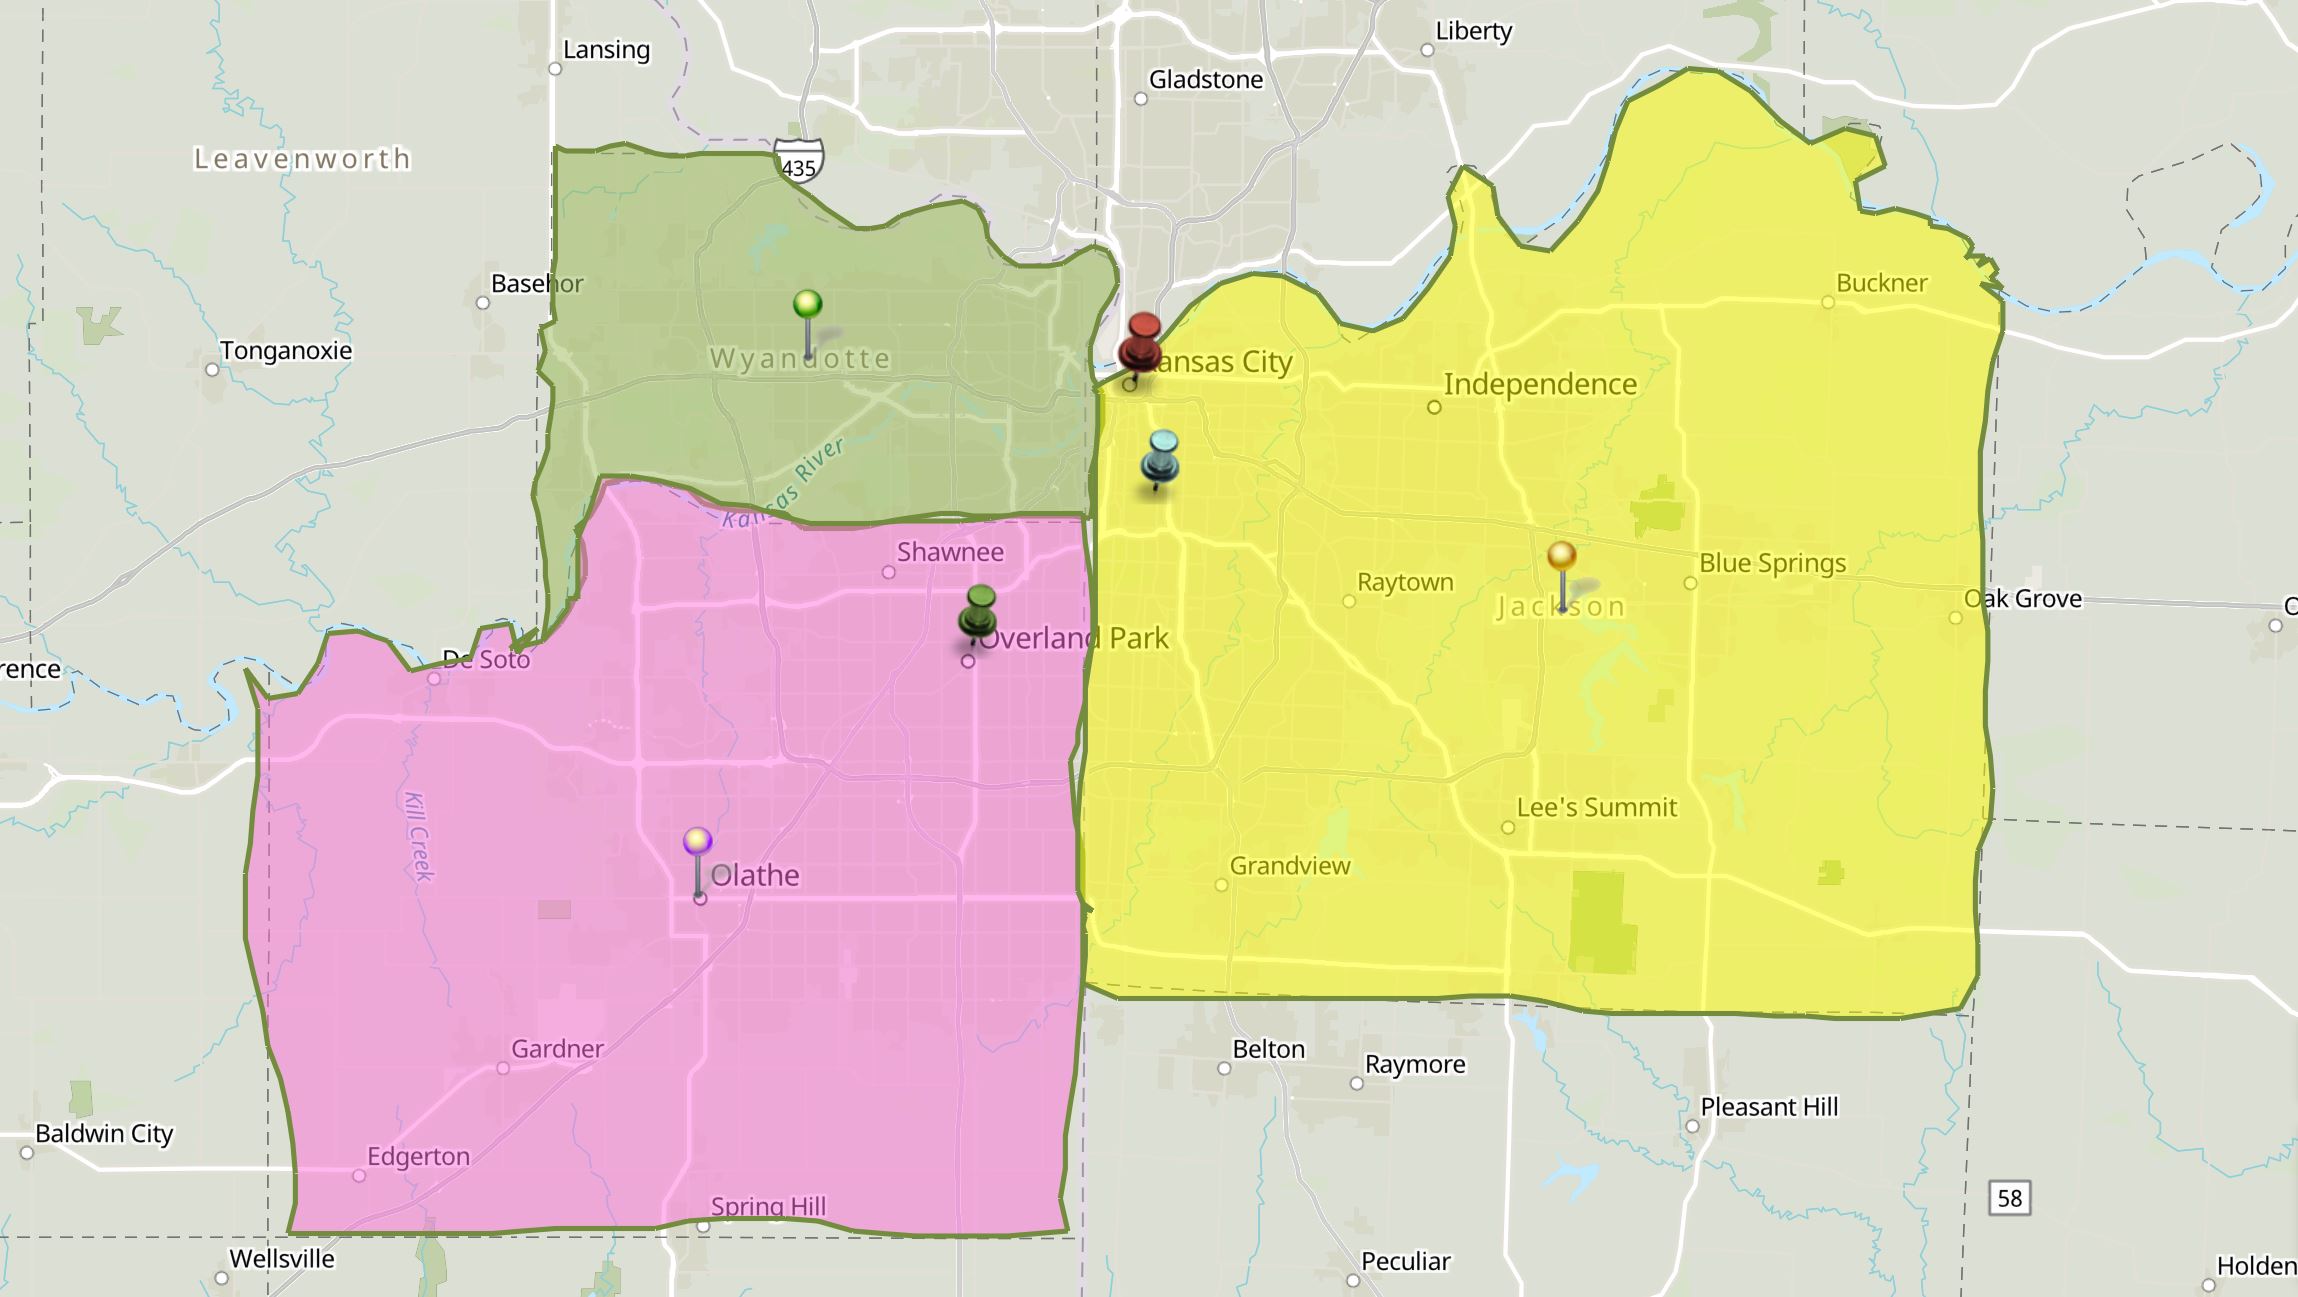 Liberty
Lansing
Gladstone
Leavenworth
435
Basehor
Buckner
Tonganoxie
Wyandotte
ansas City
Independence
Kansas River
Shawnee
Blue Springs
Raytown
Oak Grove
O
Jackson
Overland Park
rence
De Soto
Kill Creek
Lee's Summit
Grandview
Olathe
Gardner
Belton
Raymore
Pleasant Hill
Baldwin City
Edgerton
58
Spring Hill
Wellsville
Peculiar
Holden